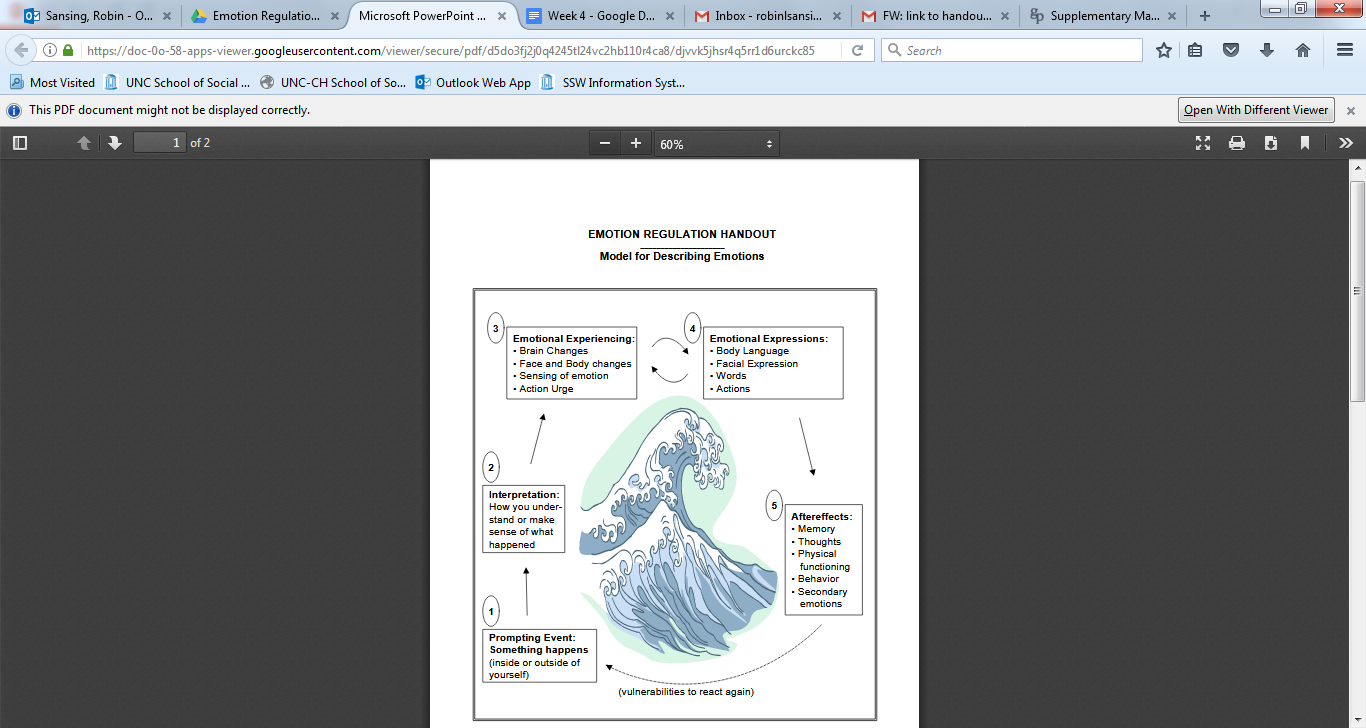 Sansing, Robin - O...
Emotion Regulatio...
Microsoft PowerPoint ...
Week 4 - Google D...
Inbox - robinlsansi...
FW: link to handou...
Supplementary Ma...
https://doc-0o-58-apps-viewer.googleusercontent.com/viewer/secure/pdf/d5do3fj2j0q4245tl24vc2hb110r4ca8/djvvk5jhsr4q5rr1d6urckc85
Search
Most Visited
UNC School of Social ...
UNC-CH School of So...
Outlook Web App
SSW Information Syst...
This PDF document might not be displayed correctly.
Open With Different Viewer
1 of 2
60%
EMOTION REGULATION HANDOUT
Model for Describing Emotions
3
Emotional Experiencing:
• Brain Changes
• Face and Body changes
• Sensing of emotion
• Action Urge
4
Emotional Expressions:
• Body Language
• Facial Expression
• Words
• Actions
2
Interpretation:
How you under-
stand or make
sense of what
happened
5
Aftereffects:
• Memory
• Thoughts
• Physical
functioning
• Behavior
• Secondary
emotions
1
Prompting Event:
Something happens
(inside or outside of
yourself)
(vulnerabilities to react again)